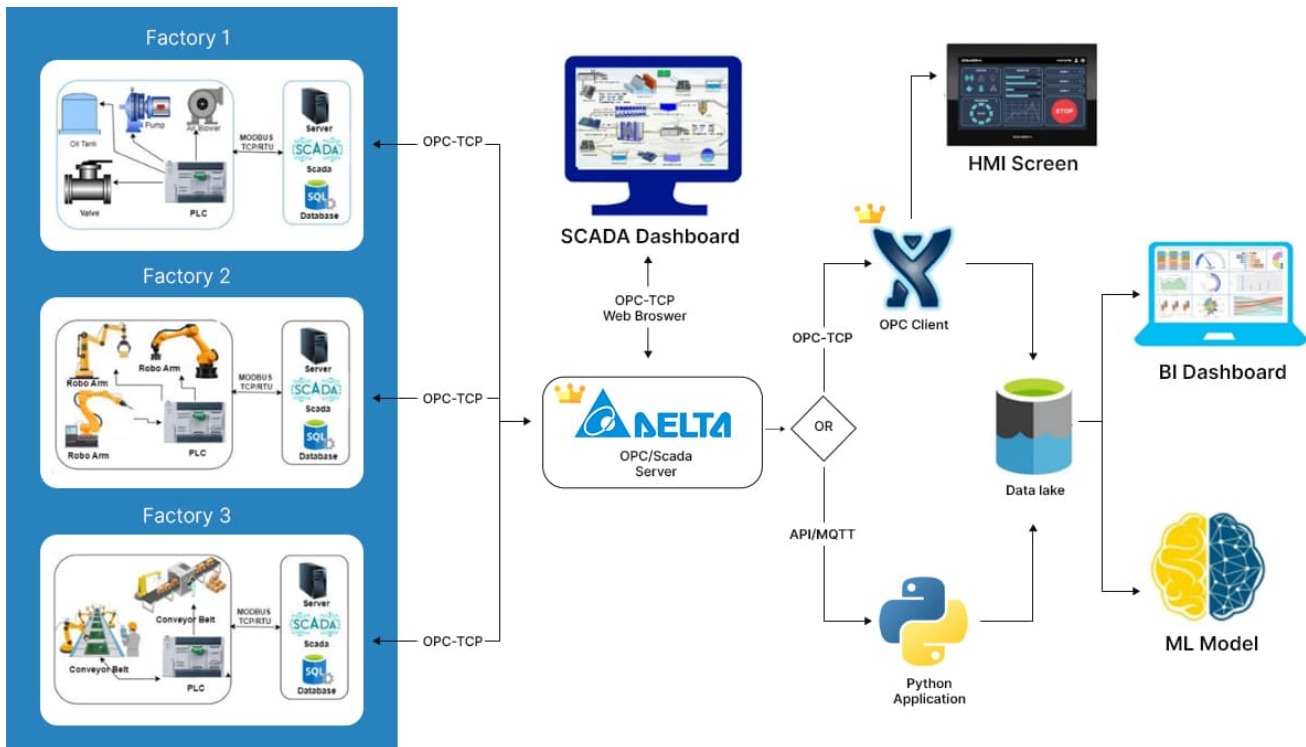 Factory 1
Oil Tank
Pump
Air Blower
Valve
PLC
MODBUS
TCP/RTU
Server
SCADA
Scada
SQL
Database
OPC-TCP
Factory 2
Robo Arm
Robo Arm
Robo Arm
PLC
MODBUS
TCP/RTU
Server
SCADA
Scada
SQL
Database
OPC-TCP
Factory 3
Conveyor Belt
Conveyor Belt
PLC
MODBUS
TCP/RTU
Server
SCADA
Scada
SQL
Database
OPC-TCP
SCADA Dashboard
OPC-TCP
Web Broswer
DELTA
OPC/Scada
Server
OR
OPC-TCP
API/MQTT
OPC Client
Python
Application
STOP
HMI Screen
Data lake
BI Dashboard
ML Model